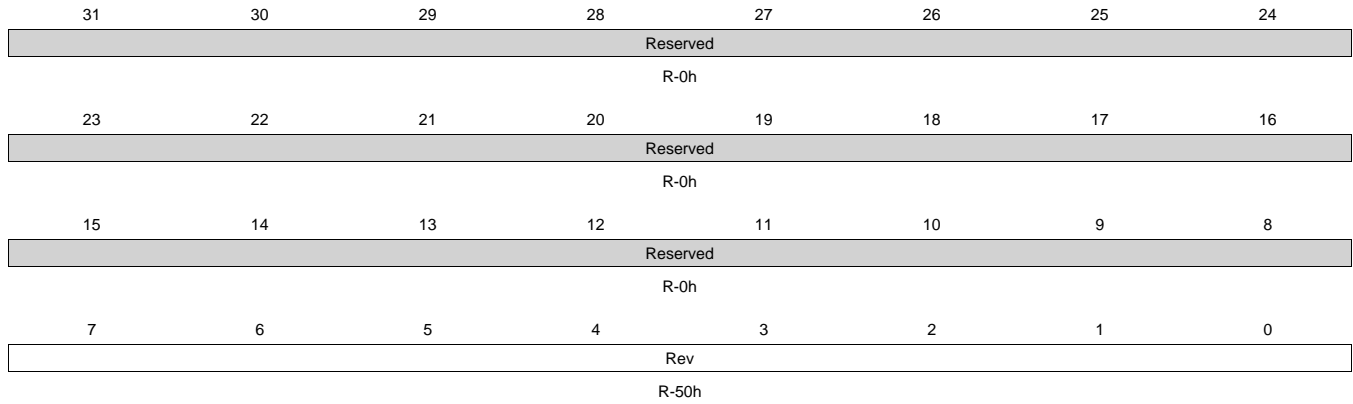 31 30 29 28 27 26 25 24
Reserved
R-0h
23 22 21 20 19 18 17 16
Reserved
R-0h
15 14 13 12 11 10 9 8
Reserved
R-0h
7 6 5 4 3 2 1 0
Rev
R-50h